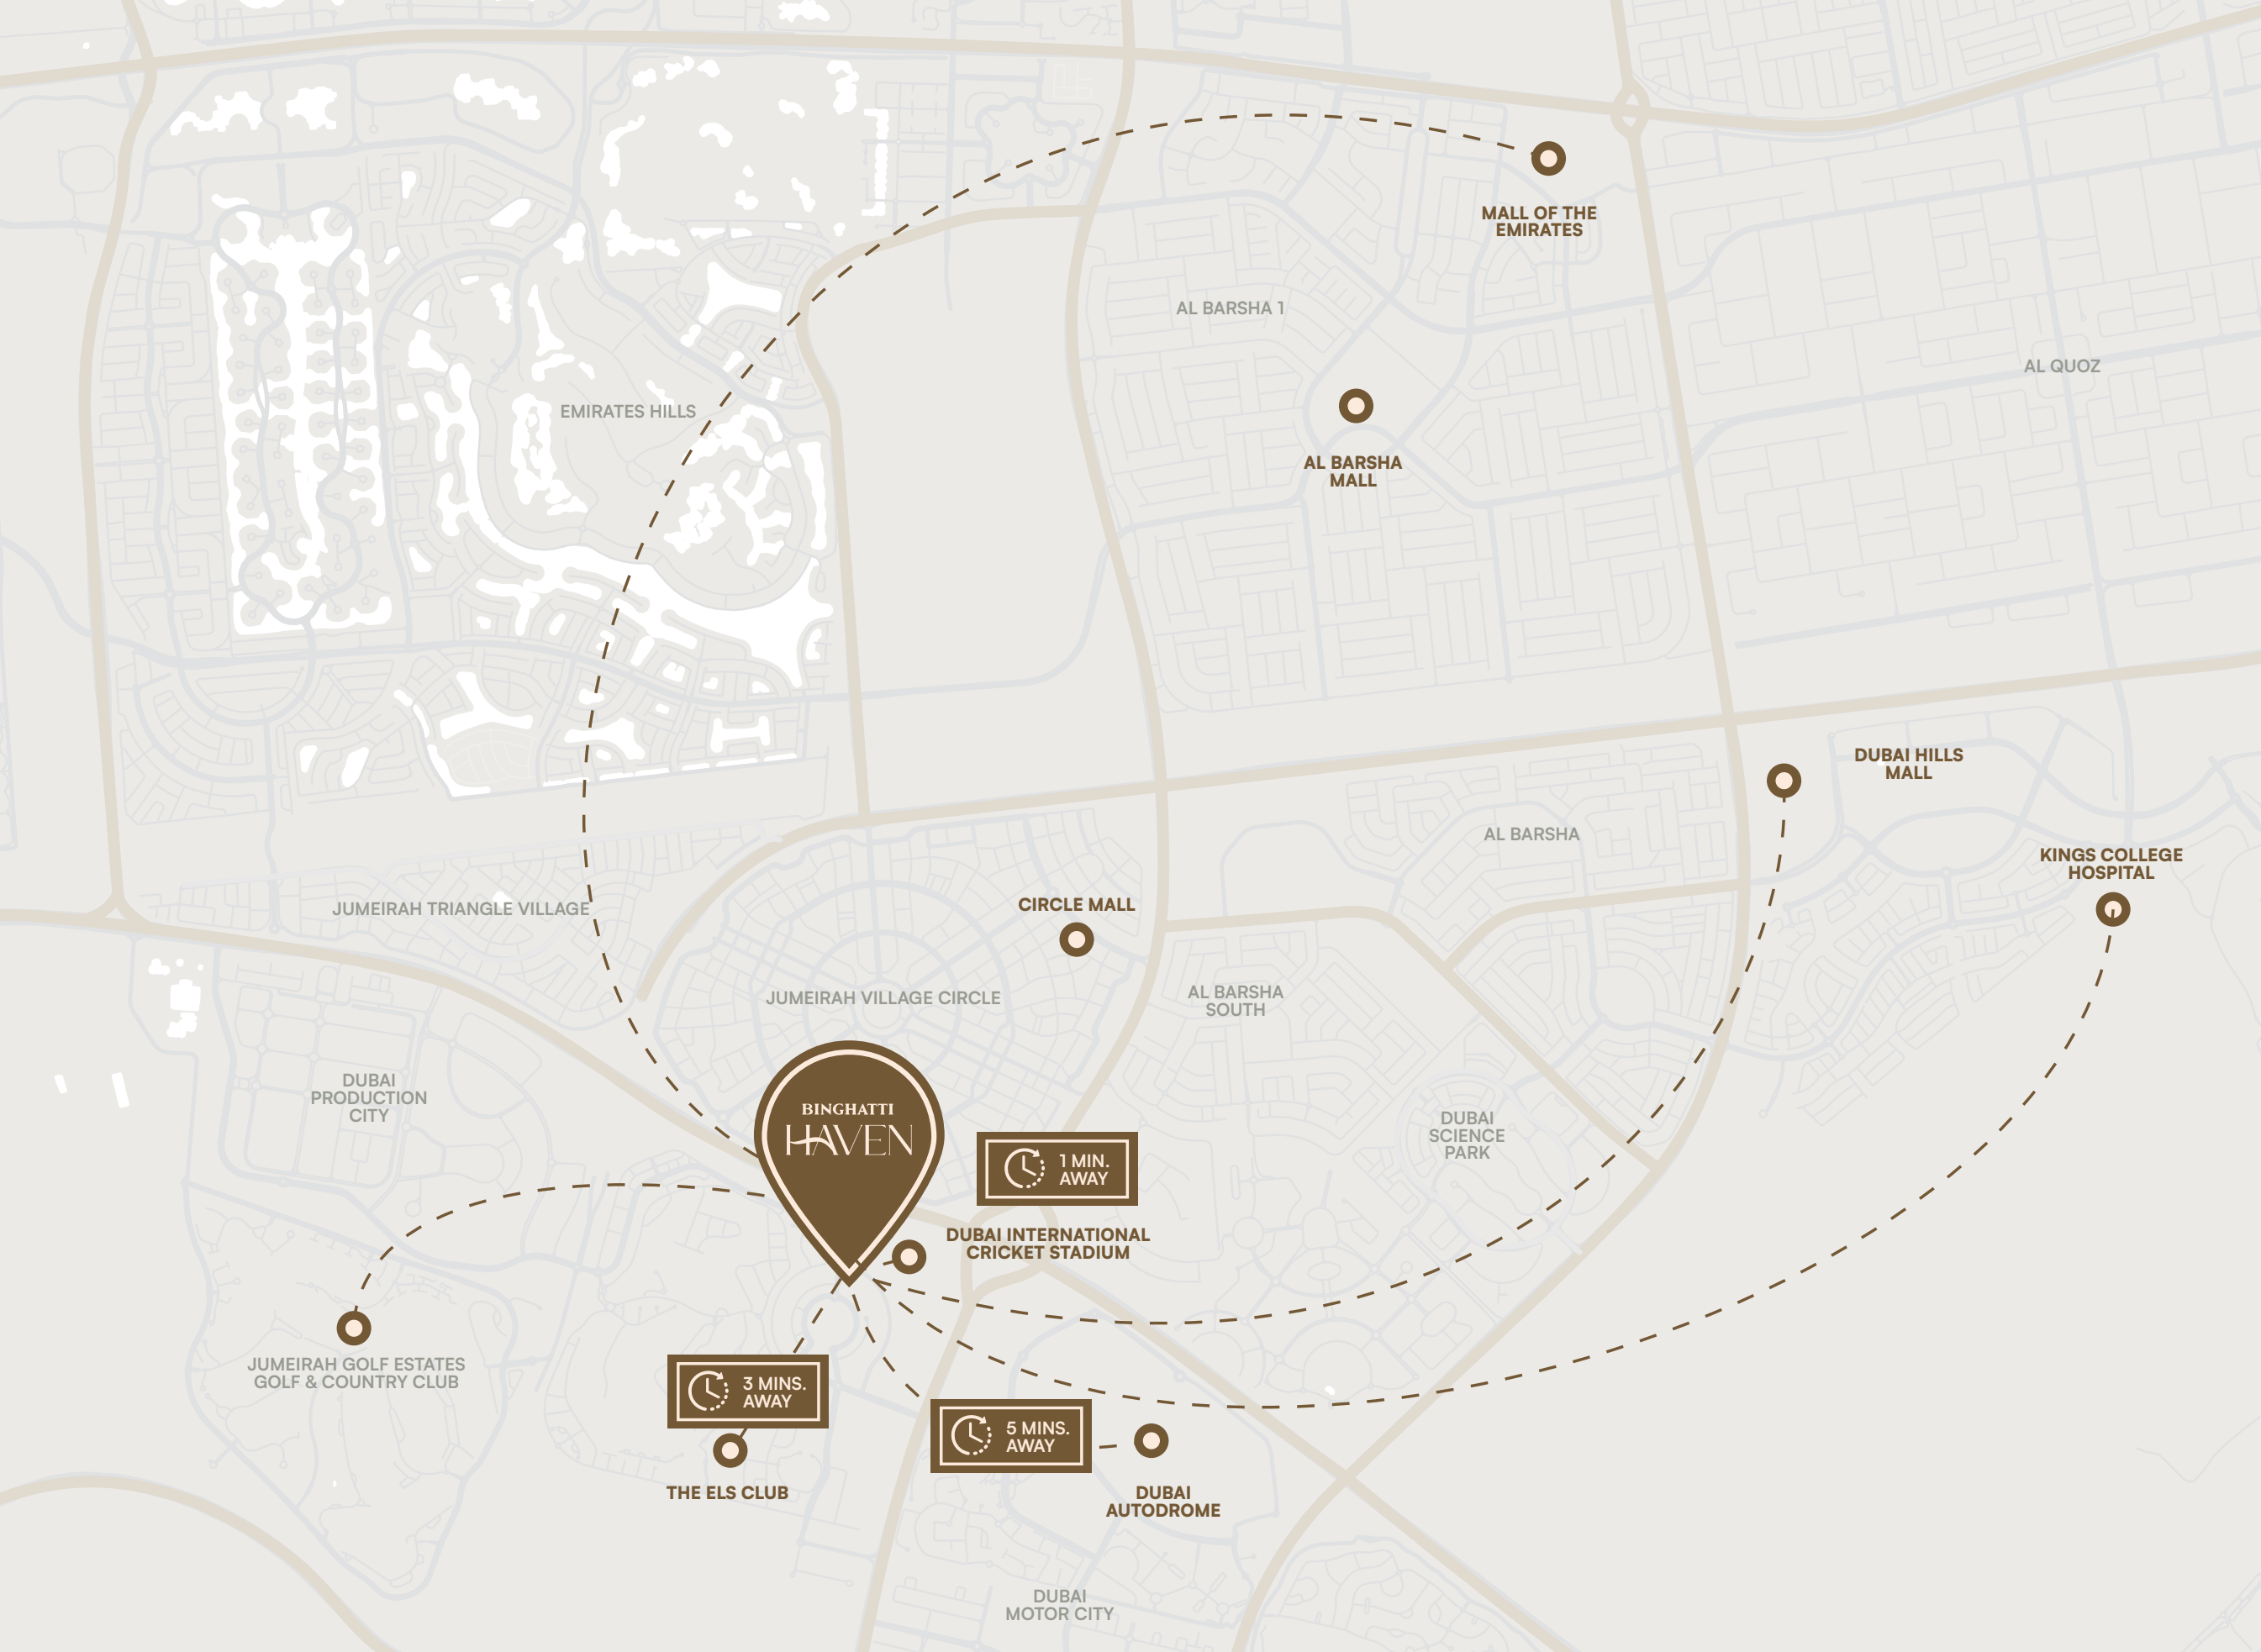 MALL OF THE
EMIRATES
AL BARSHA 1
AL QUOZ
EMIRATES HILLS
AL BARSHA
MALL
DUBAI HILLS
MALL
AL BARSHA
KINGS COLLEGE
HOSPITAL
JUMEIRAH TRIANGLE VILLAGE
CIRCLE MALL
JUMEIRAH VILLAGE CIRCLE
AL BARSHA
SOUTH
DUBAI
PRODUCTION
CITY
BINGHATTI
HAVEN
DUBAI
SCIENCE
PARK
1 MIN.
AWAY
DUBAI INTERNATIONAL
CRICKET STADIUM
JUMEIRAH GOLF ESTATES
GOLF & COUNTRY CLUB
3 MINS.
AWAY
5 MINS.
AWAY
THE ELS CLUB
DUBAI
AUTODROME
DUBAI
MOTOR CITY